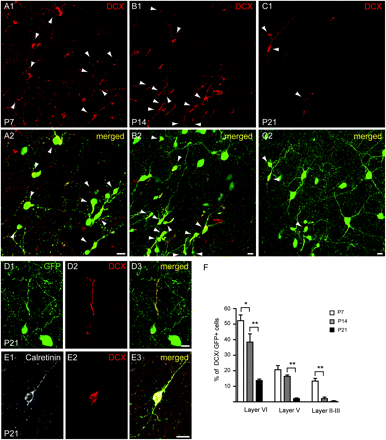 A1 DCX
P7
B1 DCX
P14
C1 DCX
P21
A2 merged
B2 merged
C2 merged
D1 GFP
P21
D2 DCX
D3 merged
E1 Calretinin
P21
E2 DCX
E3 merged
F
% of DCX/ GFP+ cells
60
50
40
30
20
10
0
*
**
**
**
P7
P14
P21
Layer VI
Layer V
Layer II-III